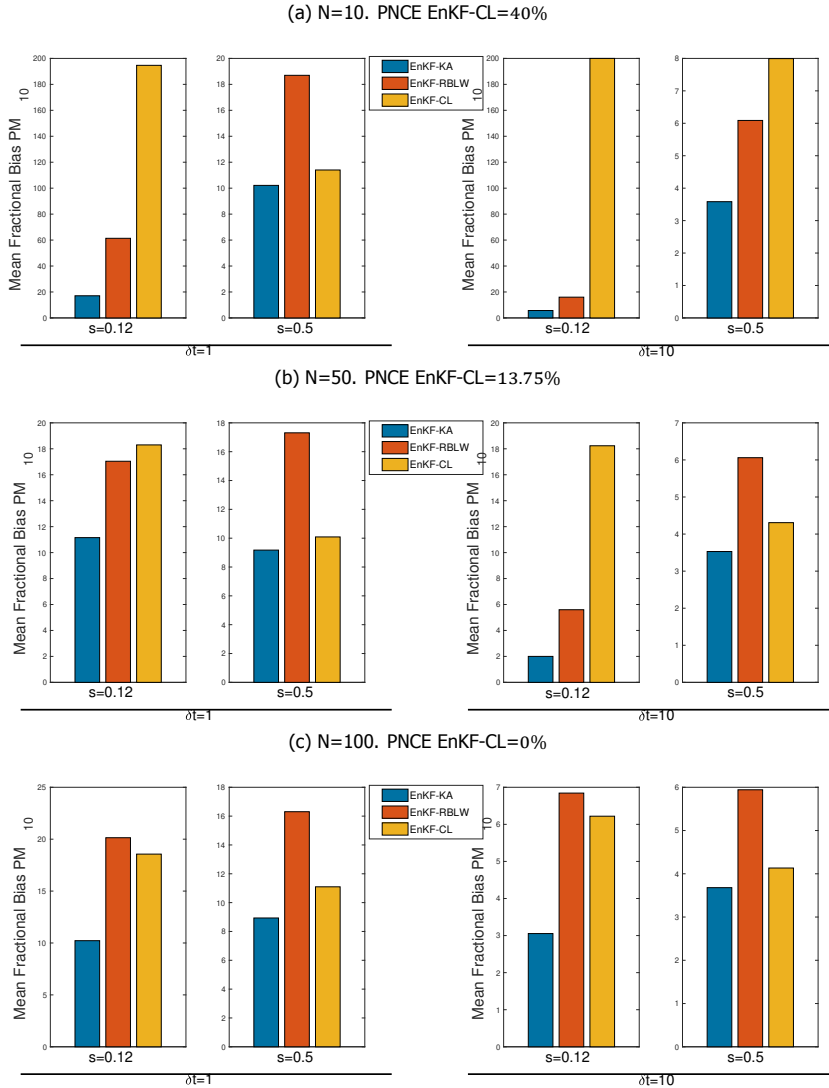 (a) N=10. PNCE EnKF-CL=40%
Mean Fractional Bias PM 10
200 180 160 140 120 100 80 60 40 20 0
s=0.12
20 18 16 14 12 10 8 6 4 2 0
s=0.5
δt=1
EnKF-KA
EnKF-RBLW
EnKF-CL
Mean Fractional Bias PM 10
200 180 160 140 120 100 80 60 40 20 0
s=0.12
8 7 6 5 4 3 2 1 0
s=0.5
δt=10
(b) N=50. PNCE EnKF-CL=13.75%
Mean Fractional Bias PM 10
20 18 16 14 12 10 8 6 4 2 0
s=0.12
18 16 14 12 10 8 6 4 2 0
s=0.5
δt=1
EnKF-KA
EnKF-RBLW
EnKF-CL
Mean Fractional Bias PM 10
20 18 16 14 12 10 8 6 4 2 0
s=0.12
6 5 4 3 2 1 0
s=0.5
δt=10
(c) N=100. PNCE EnKF-CL=0%
Mean Fractional Bias PM 10
25 20 15 10 5 0
s=0.12
18 16 14 12 10 8 6 4 2 0
s=0.5
δt=1
EnKF-KA
EnKF-RBLW
EnKF-CL
Mean Fractional Bias PM 10
7 6 5 4 3 2 1 0
s=0.12
6 5 4 3 2 1 0
s=0.5
δt=10